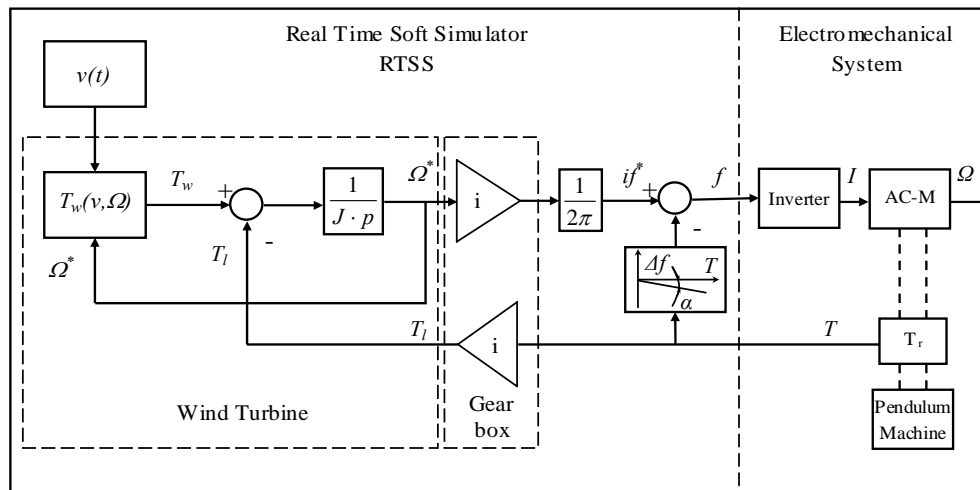 Real Time Soft Simulator
RTSS
Electromechanical
System
v(t)
T_w(v,Ω)
T_w
+
-
T_l
Ω*
1
J · p
Ω*
i
1
2π
if*
+
-
f
Inverter
I
AC-M
Ω
Δf
T
α
T_l
i
T
T_r
Pendulum
Machine
Wind Turbine
Gear
box